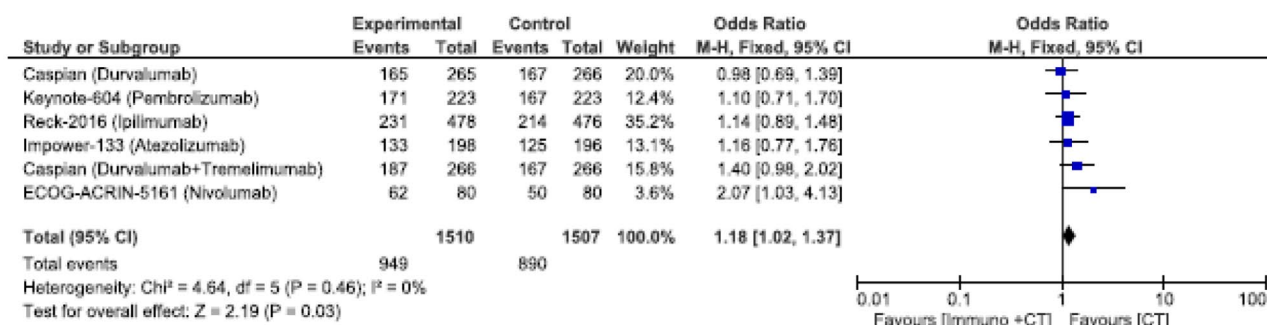 Experimental Control Odds Ratio Odds Ratio
Study or Subgroup Events Total Events Total Weight M-H, Fixed, 95% CI M-H, Fixed, 95% CI
Caspian (Durvalumab) 165 265 167 266 20.0% 0.98 [0.69, 1.39]
Keynote-604 (Pembrolizumab) 171 223 167 223 12.4% 1.10 [0.71, 1.70]
Reck-2016 (Ipilimumab) 231 478 214 476 35.2% 1.14 [0.89, 1.48]
Impower-133 (Atezolizumab) 133 198 125 196 13.1% 1.16 [0.77, 1.76]
Caspian (Durvalumab+Tremelimumab) 187 266 167 266 15.8% 1.40 [0.98, 2.02]
ECOG-ACRIN-5161 (Nivolumab) 62 80 50 80 3.6% 2.07 [1.03, 4.13]
Total (95% CI) 1510 1507 100.0% 1.18 [1.02, 1.37]
Total events 949 890
Heterogeneity: Chi² = 4.64, df = 5 (P = 0.46); I² = 0%
Test for overall effect: Z = 2.19 (P = 0.03)
0.01 0.1 1 10 100
Favours [Immuno +CT] Favours [CT]